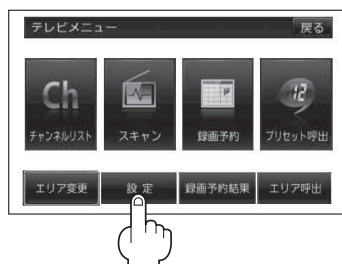 テレビメニュー 戻る
Ch
12
チャンネルリスト スキャン 録画予約 プリセット呼出
エリア変更 設定 録画予約結果 エリア呼出